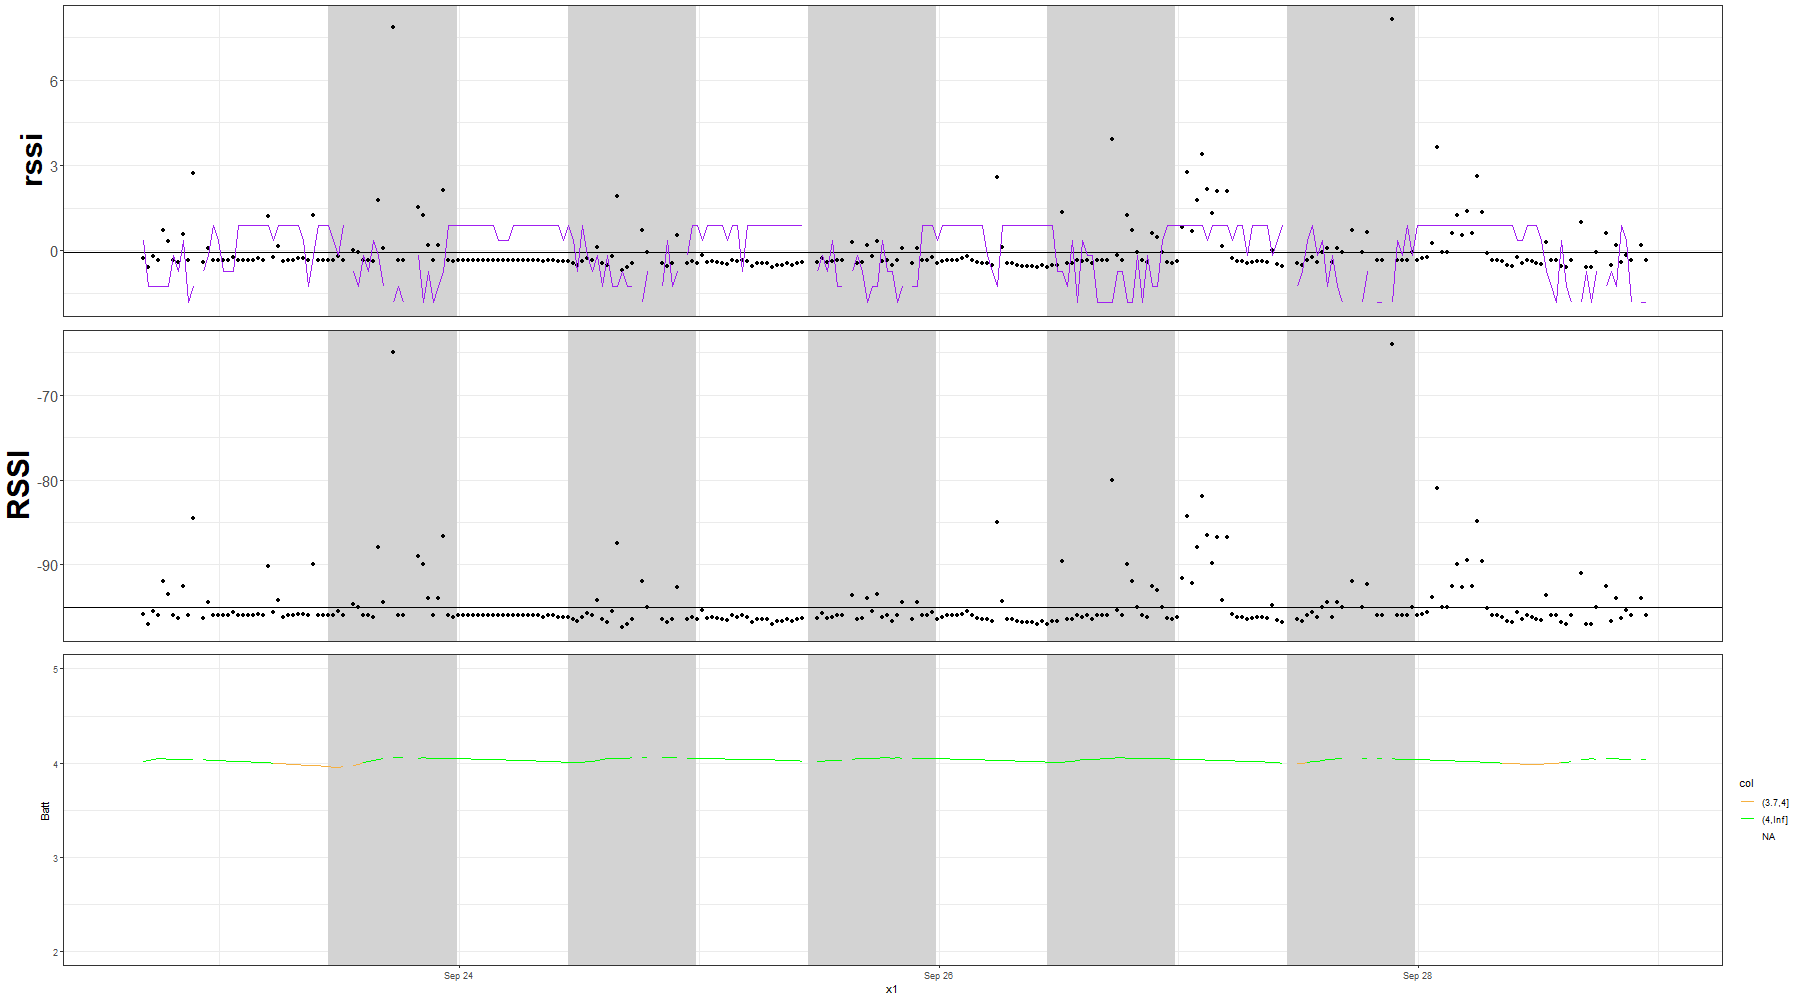 rssi
6
3
0
RSSI
-70
-80
-90
Batt
5
4
3
2
Sep 24
Sep 26
Sep 28
x1
col
(3.7,4]
(4,Inf]
NA